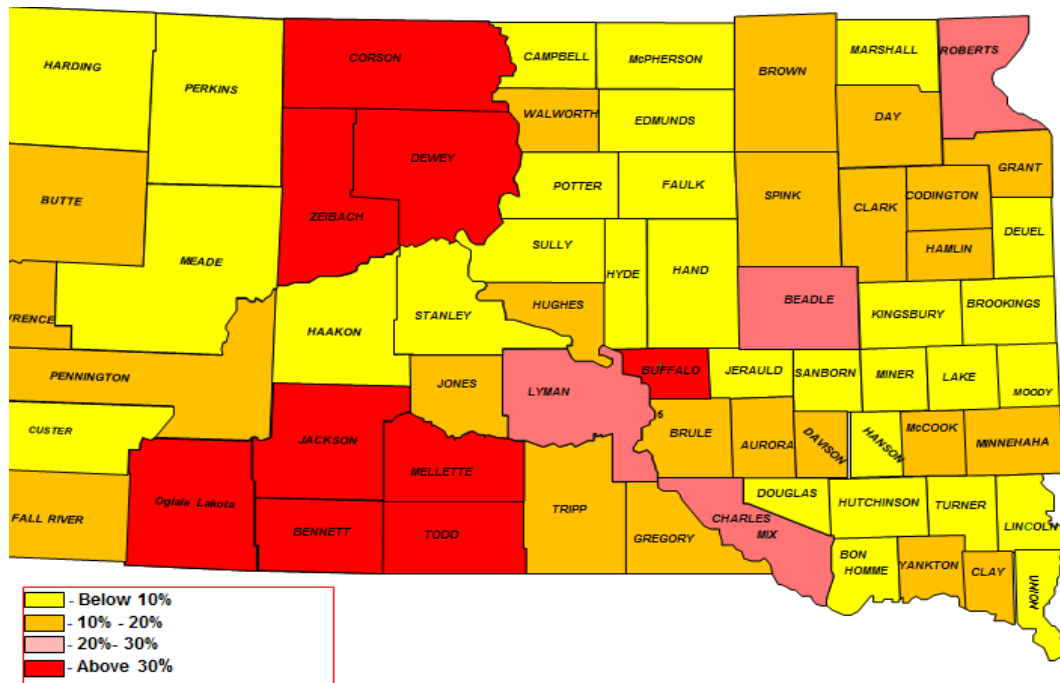 HARDING
PERKINS
CORSON
CAMPBELL
McPHERSON
BROWN
MARSHALL
ROBERTS
WALWORTH
EDMUNDS
DAY
DEWEY
GRANT
BUTTE
ZEIBACH
POTTER
FAULK
SPINK
CLARK
CODINGTON
DEUEL
MEADE
SULLY
HYDE
HAND
HAMLIN
WRENCE
HAAKON
STANLEY
HUGHES
BEADLE
KINGSBURY
BROOKINGS
PENNINGTON
JONES
LYMAN
BUFFALO
JERAULD
SANBORN
MINER
LAKE
MOODY
CUSTER
JACKSON
MELLETTE
6
BRULE
AURORA
DAVISON
HANSON
McCOOK
MINNEHAHA
FALL RIVER
Oglala Lakota
BENNETT
TODD
TRIPP
GREGORY
CHARLES
MIX
DOUGLAS
HUTCHINSON
TURNER
LINCOLN
BON
HOMME
YANKTON
CLAY
UNION
- Below 10%
- 10% - 20%
- 20%- 30%
- Above 30%